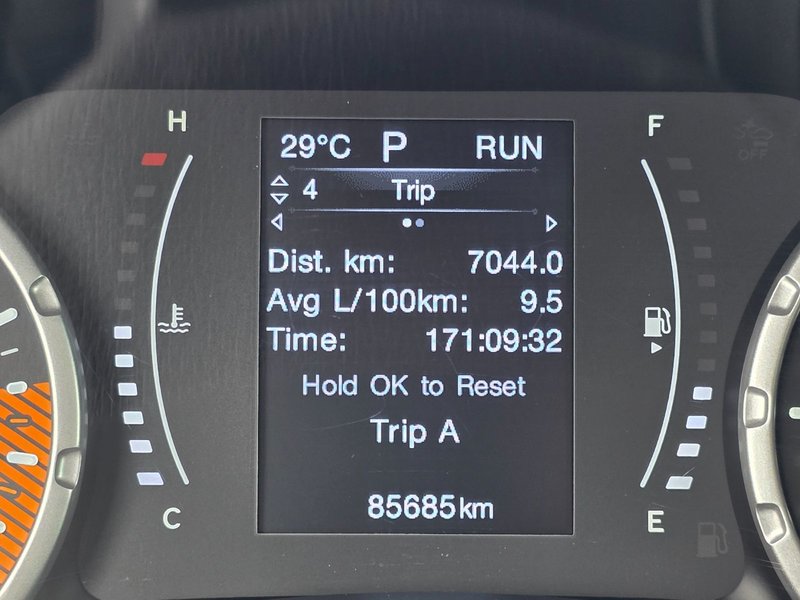 H
F
29°C P RUN
4 Trip
Dist. km: 7044.0
Avg L/100km: 9.5
Time: 171:09:32
Hold OK to Reset
Trip A
85685km
C
E
OFF